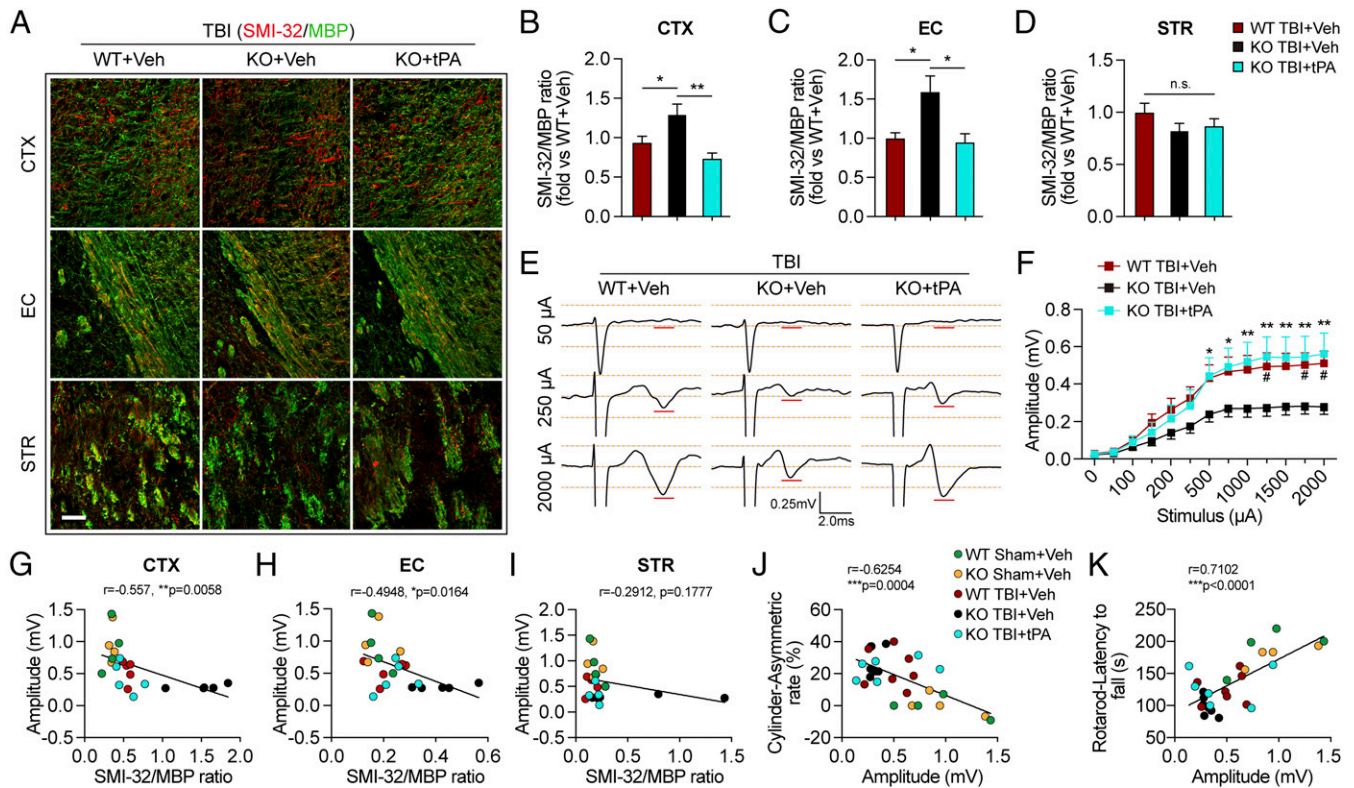 A
TBI (SMI-32/MBP)
WT+Veh KO+Veh KO+tPA
CTX
EC
STR
B
CTX
SMI-32/MBP ratio
(fold vs WT+Veh)
2.0
1.5
1.0
0.5
0.0
* **
C
EC
SMI-32/MBP ratio
(fold vs WT+Veh)
2.5
2.0
1.5
1.0
0.5
0.0
* *
D
STR
SMI-32/MBP ratio
(fold vs WT+Veh)
1.5
1.0
0.5
0.0
n.s.
WT TBI+Veh
KO TBI+Veh
KO TBI+tPA
E
TBI
WT+Veh KO+Veh KO+tPA
50 µA
250 µA
2000 µA
0.25mV
2.0ms
F
WT TBI+Veh
KO TBI+Veh
KO TBI+tPA
Amplitude (mV)
0.8
0.6
0.4
0.2
0.0
* * ** ** ** ** **
# # #
0 100 200 500 1000 1500 2000
Stimulus (µA)
G
CTX
r=-0.557, **p=0.0058
Amplitude (mV)
1.5
1.0
0.5
0.0
-0.5
0.0 0.5 1.0 1.5 2.0
SMI-32/MBP ratio
H
EC
r=-0.4948, *p=0.0164
Amplitude (mV)
1.5
1.0
0.5
0.0
-0.5
0.0 0.2 0.4 0.6
SMI-32/MBP ratio
I
STR
r=-0.2912, p=0.1777
Amplitude (mV)
2.0
1.5
1.0
0.5
0.0
-0.5
0.0 0.5 1.0 1.5
SMI-32/MBP ratio
J
r=-0.6254
***p=0.0004
Cylinder-Asymmetric
rate (%)
60
40
20
0
-20
0.0 0.5 1.0 1.5
Amplitude (mV)
WT Sham+Veh
KO Sham+Veh
WT TBI+Veh
KO TBI+Veh
KO TBI+tPA
K
r=0.7102
***p<0.0001
Rotarod-Latency to
fall (s)
250
200
150
100
50
0.0 0.5 1.0 1.5
Amplitude (mV)